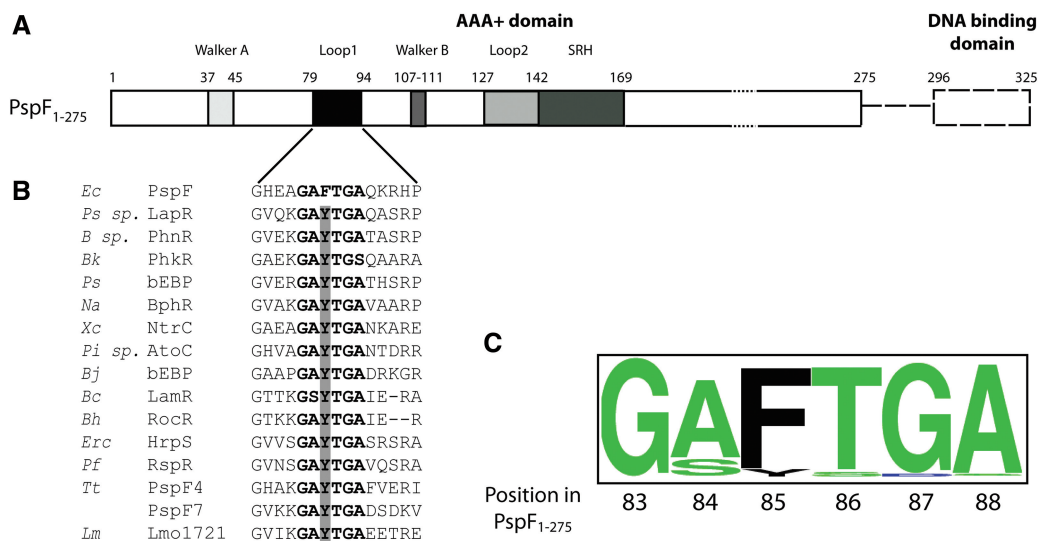 A
AAA+ domain
DNA binding domain
Walker A Loop1 Walker B Loop2 SRH
1 37 45 79 94 107-111 127 142 169 275 296 325
PspF1-275
B
Ec PspF GHEAGAFTGAQKRHP
Ps sp. LapR GVQKGAYTGAQASRP
B sp. PhnR GVEKGAYTGATASRP
Bk PhkR GAEKGAYTGSQAARA
Ps bEBP GVERGAYTGATHSRP
Na BphR GVAKGAYTGAVAARP
Xc NtrC GAEAGAYTGANKARE
Pi sp. AtoC GHVAGAYTGANTDRR
Bj bEBP GAAPGAYTGADRKGR
Bc LamR GTTKGSYTGAIE-RA
Bh RocR GTKKGAYTGAIE--R
Erc HrpS GVVSGAYTGASRSRA
Pf RspR GVNSGAYTGAVQSRA
Tt PspF4 GHAKGAYTGAFVERI
PspF7 GVKKGAYTGADSDKV
Lm Lmo1721 GVIKGAYTGAEETRE
C
GAFTGA
S
Position in PspF1-275
83 84 85 86 87 88